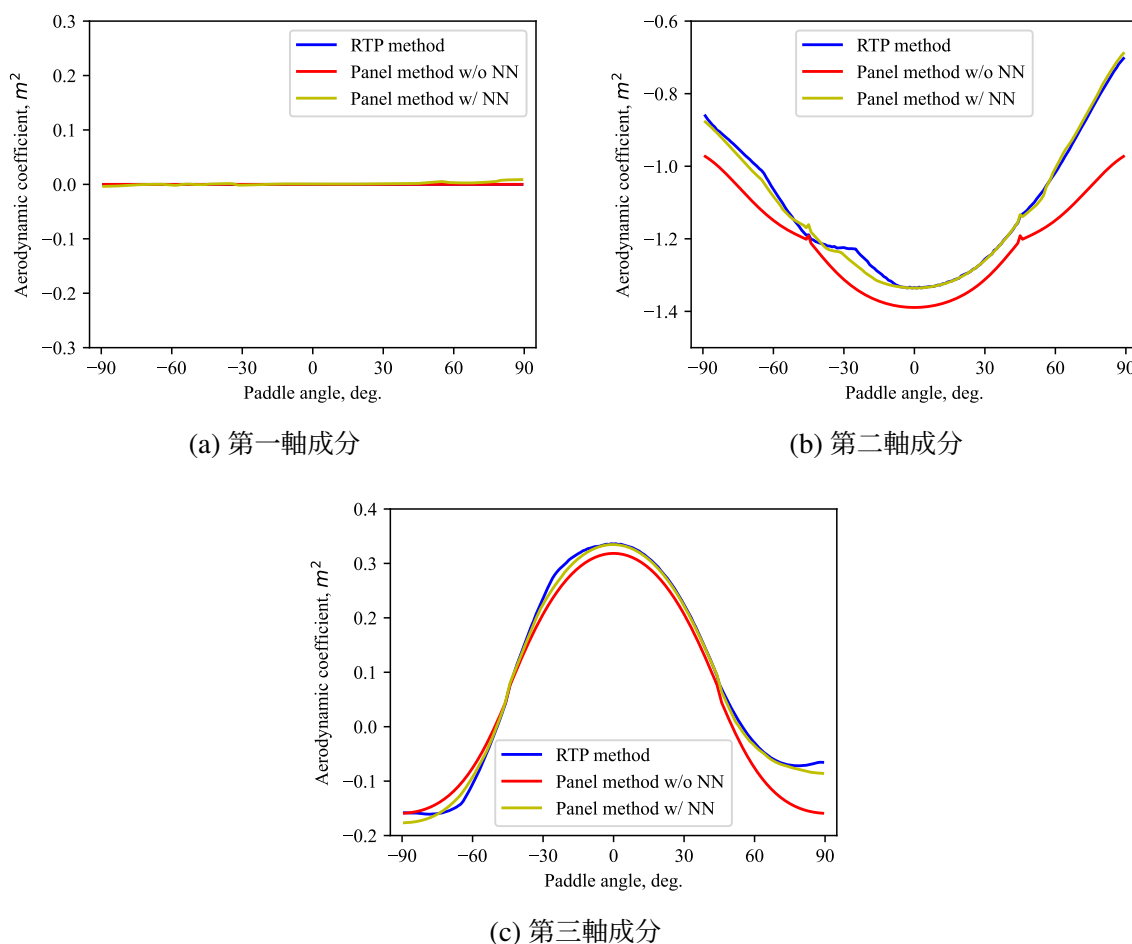 0.3
0.2
0.1
0.0
−0.1
−0.2
−0.3
−90
−60
−30
0
30
60
90
Aerodynamic coefficient, m²
Paddle angle, deg.
RTP method
Panel method w/o NN
Panel method w/ NN
(a) 第一軸成分
−0.6
−0.8
−1.0
−1.2
−1.4
−90
−60
−30
0
30
60
90
Aerodynamic coefficient, m²
Paddle angle, deg.
RTP method
Panel method w/o NN
Panel method w/ NN
(b) 第二軸成分
0.4
0.3
0.2
0.1
0.0
−0.1
−0.2
−90
−60
−30
0
30
60
90
Aerodynamic coefficient, m²
Paddle angle, deg.
RTP method
Panel method w/o NN
Panel method w/ NN
(c) 第三軸成分